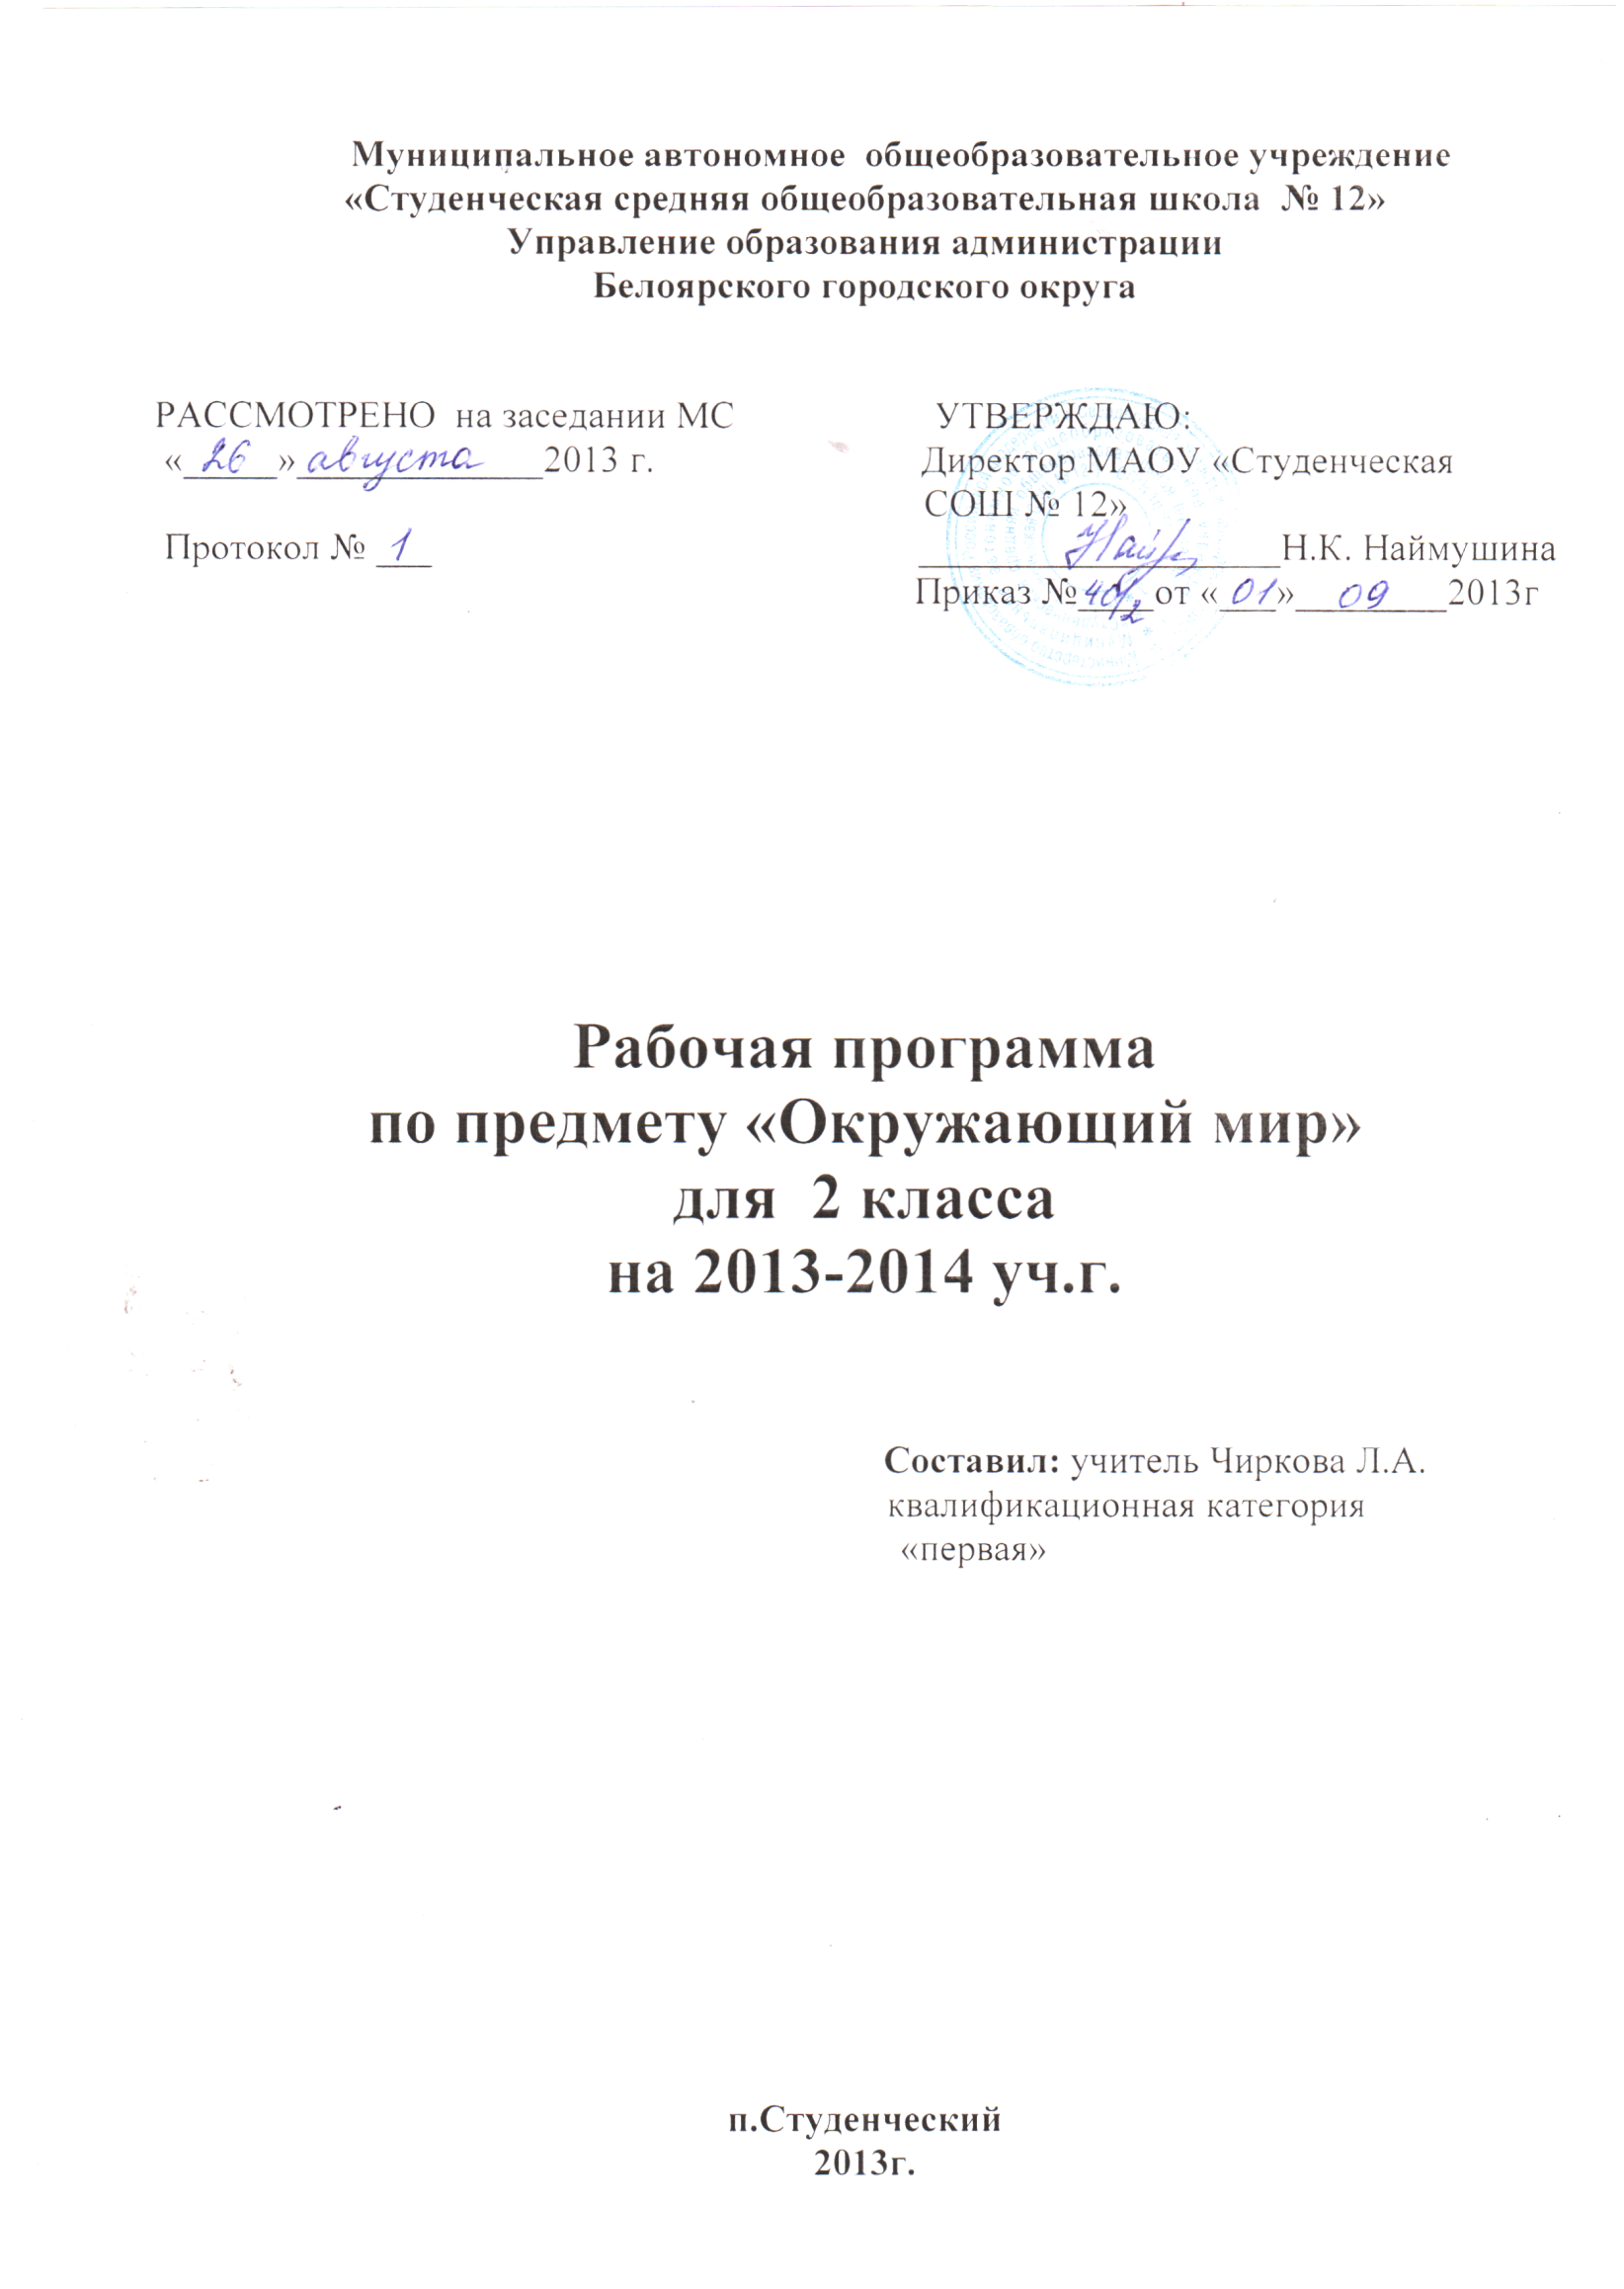 Муниципальное автономное общеобразовательное учреждение
«Студенческая средняя общеобразовательная школа № 12»
Управление образования администрации
Белоярского городского округа
РАССМОТРЕНО на заседании МС
«26» августа 2013 г.
Протокол № 1
УТВЕРЖДАЮ:
Директор МАОУ «Студенческая
СОШ № 12»
Н.К. Наймушина
Приказ №40/2 от «01» 09 2013г
Рабочая программа
по предмету «Окружающий мир»
для 2 класса
на 2013-2014 уч.г.
Составил: учитель Чиркова Л.А.
квалификационная категория
«первая»
п.Студенческий
2013г.